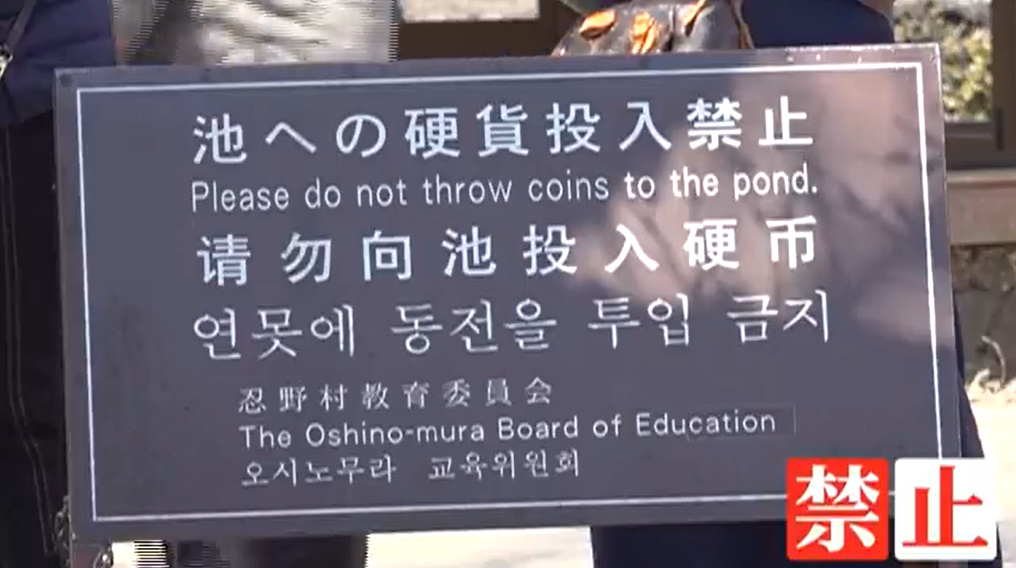 池への硬貨投入禁止
Please do not throw coins to the pond.
请勿向池投入硬币
연못에 동전을 투입 금지
忍野村教育委員会
The Oshino-mura Board of Education
오시노무라 교육위원회
禁止